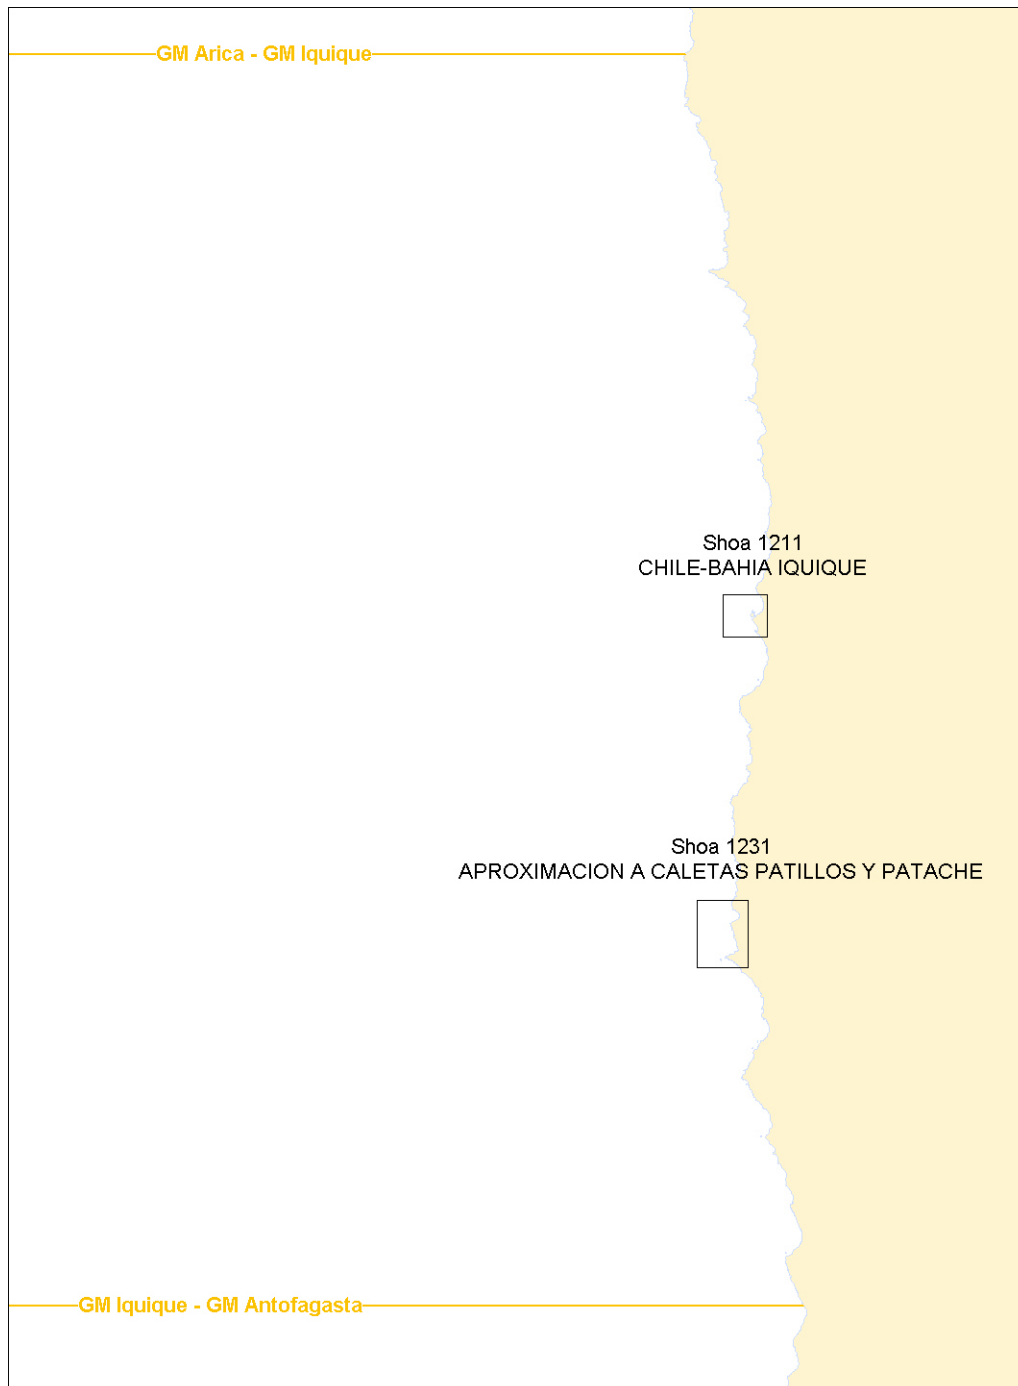 GM Arica - GM Iquique
Shoa 1211
CHILE-BAHIA IQUIQUE
Shoa 1231
APROXIMACION A CALETAS PATILLOS Y PATACHE
GM Iquique - GM Antofagasta